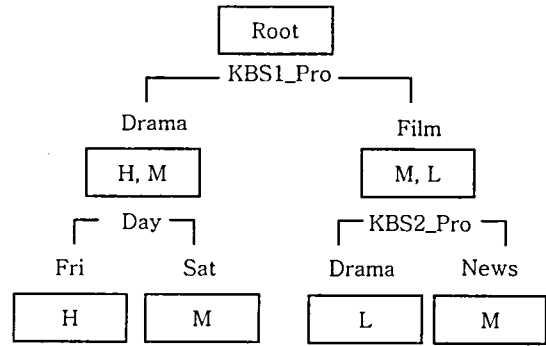 Root
KBS1_Pro
Drama Film
H, M M, L
Day KBS2_Pro
Fri Sat Drama News
H M L M